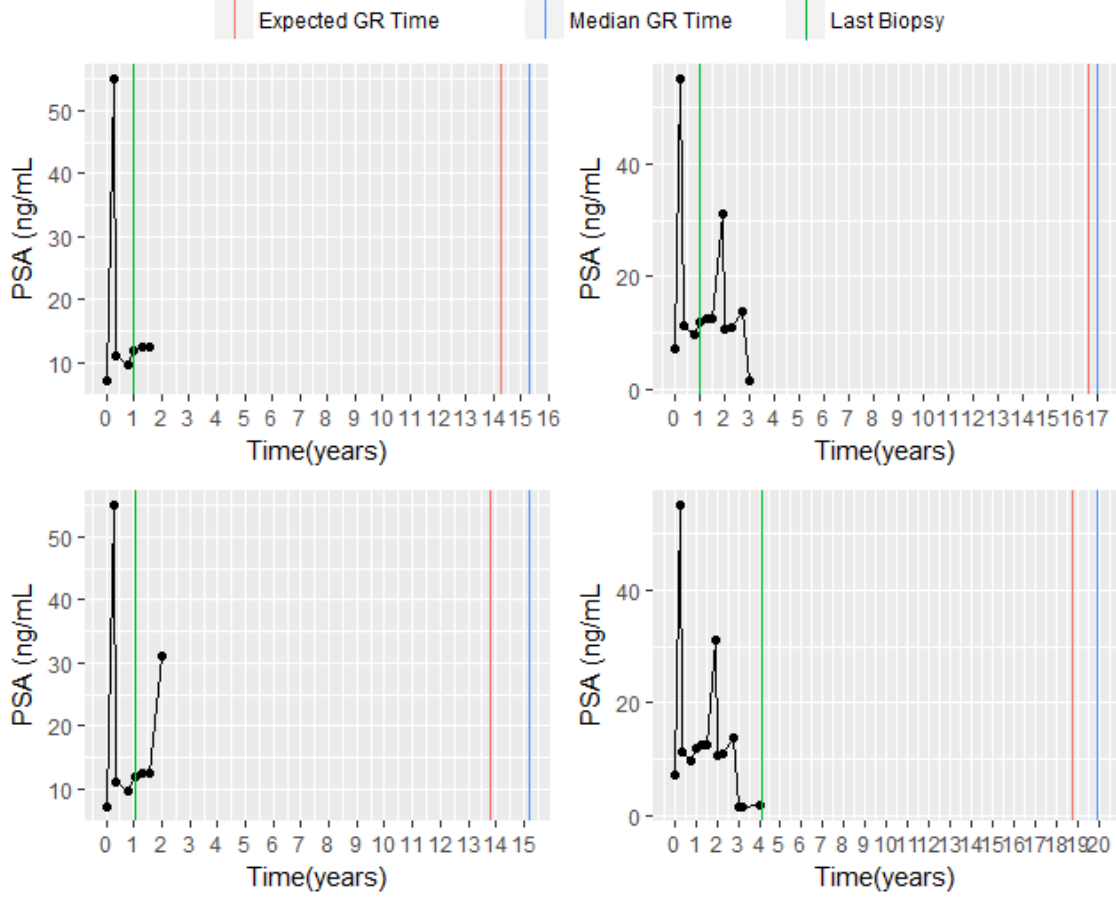 Expected GR Time Median GR Time Last Biopsy
PSA (ng/mL
50
40
30
20
10
0 1 2 3 4 5 6 7 8 9 10 11 12 13 14 15 16
Time(years)
PSA (ng/mL
40
20
0
0 1 2 3 4 5 6 7 8 9 10 11 12 13 14 15 16 17
Time(years)
PSA (ng/mL
50
40
30
20
10
0 1 2 3 4 5 6 7 8 9 10 11 12 13 14 15
Time(years)
PSA (ng/mL
40
20
0
0 1 2 3 4 5 6 7 8 9 10 11 12 13 14 15 16 17 18 19 20
Time(years)